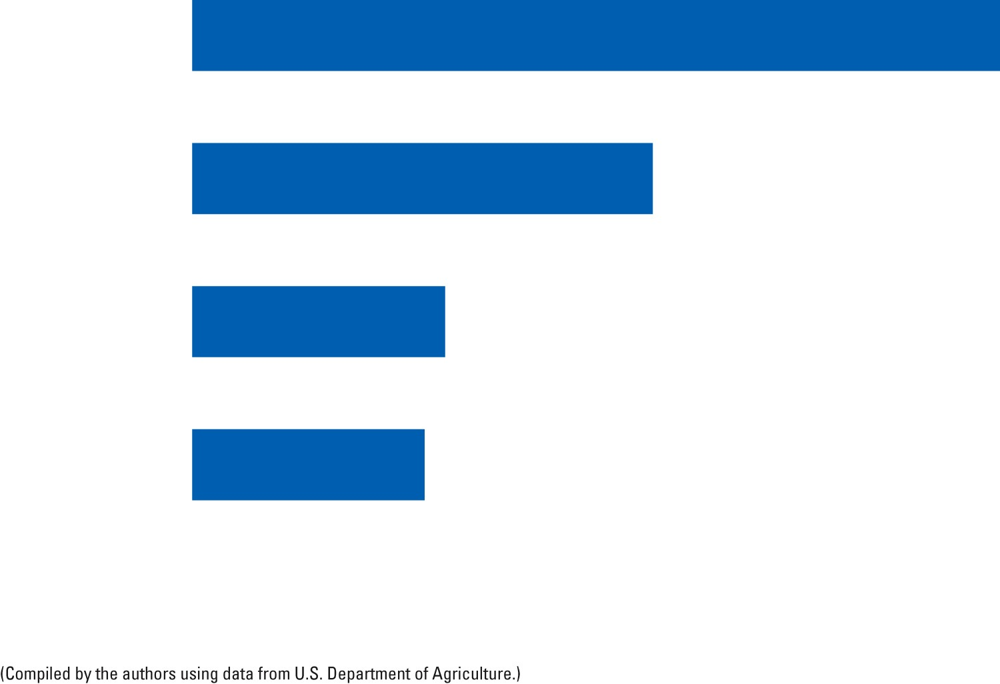 (Compiled by the authors using data from U.S. Department of Agriculture.)